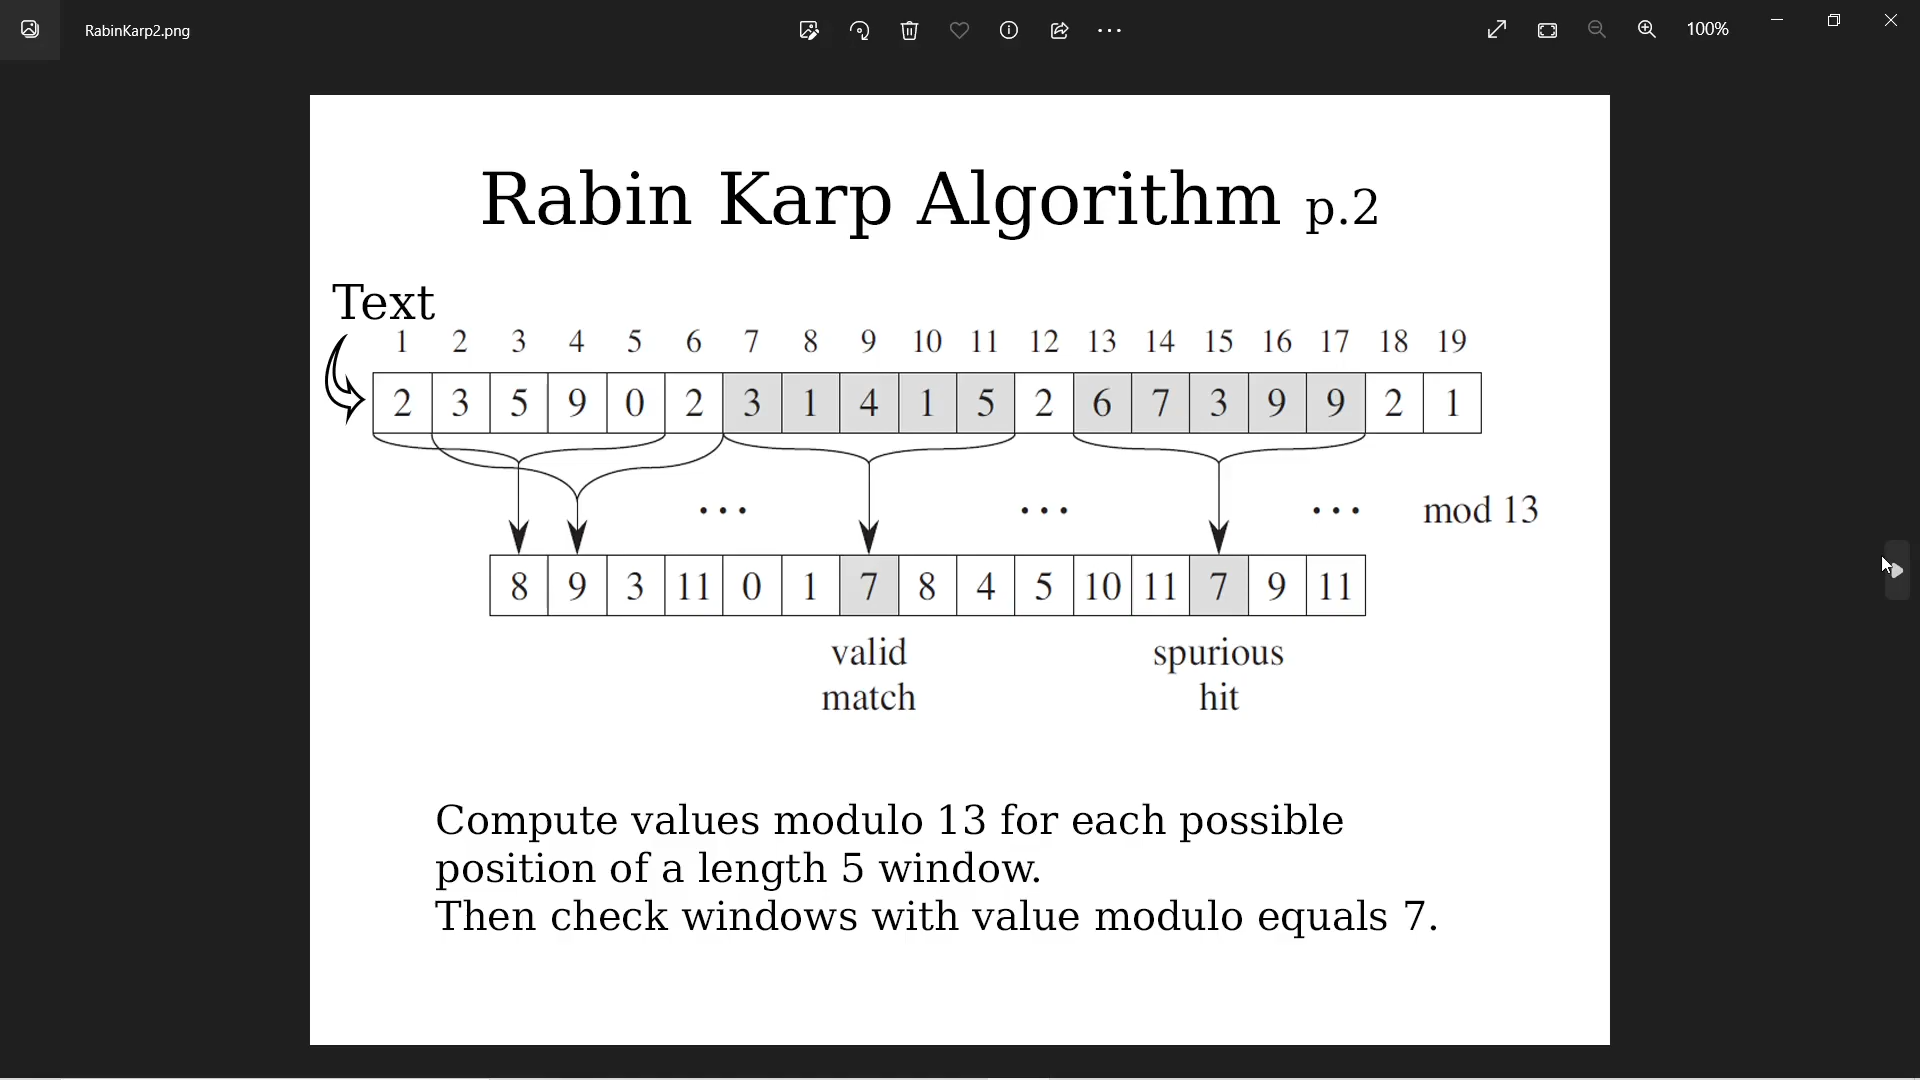 RabinKarp2.png
100%
Rabin Karp Algorithm p.2
Text
1 2 3 4 5 6 7 8 9 10 11 12 13 14 15 16 17 18 19
2 3 5 9 0 2 3 1 4 1 5 2 6 7 3 9 9 2 1
... ... ... mod 13
8 9 3 11 0 1 7 8 4 5 10 11 7 9 11
valid spurious
match hit
Compute values modulo 13 for each possible
position of a length 5 window.
Then check windows with value modulo equals 7.